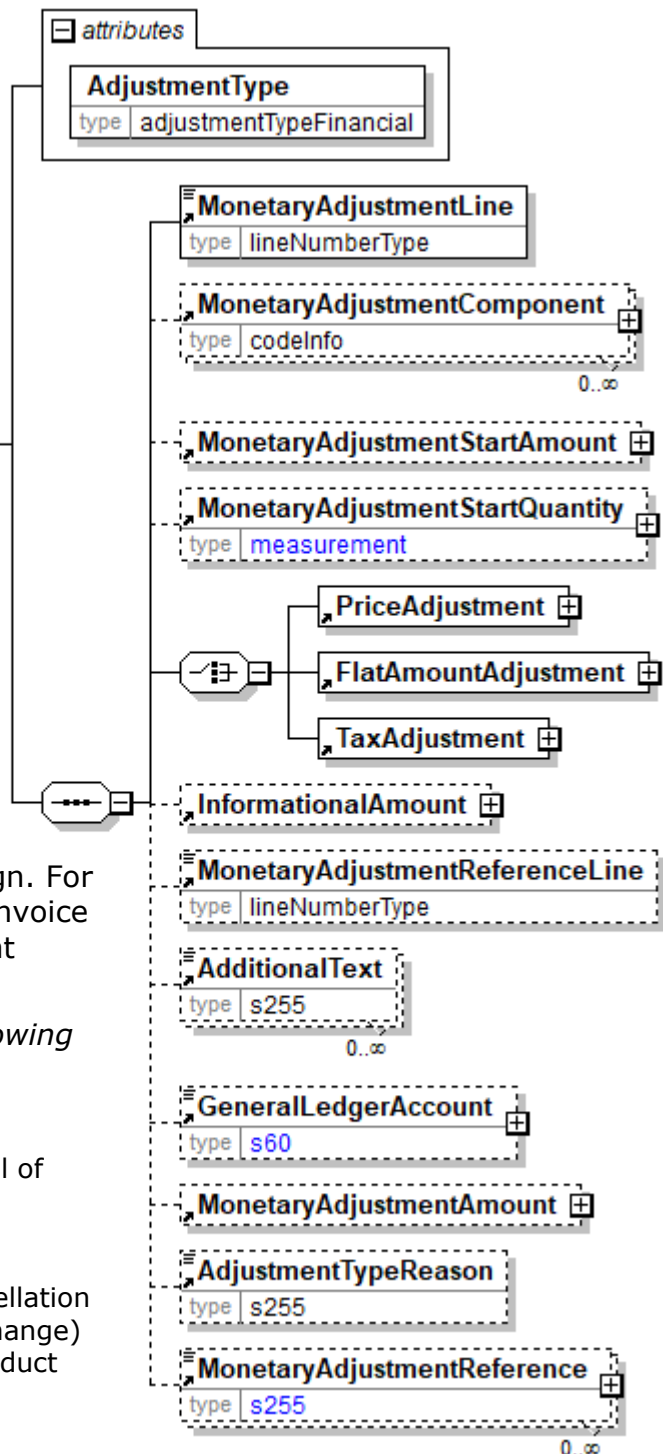 attributes
AdjustmentType
type adjustmentTypeFinancial
MonetaryAdjustmentLine
type lineNumberType
MonetaryAdjustmentComponent
type codeInfo
0..∞
MonetaryAdjustmentStartAmount
MonetaryAdjustmentStartQuantity
type measurement
PriceAdjustment
FlatAmountAdjustment
TaxAdjustment
InformationalAmount
gn. For
MonetaryAdjustmentReferenceLine
nvoice
type lineNumberType
nt
AdditionalText
type s255
owing
0..∞
GeneralLedgerAccount
type s60
l of
MonetaryAdjustmentAmount
AdjustmentTypeReason
ellation
type s255
hange)
duct
MonetaryAdjustmentReference
type s255
0..∞